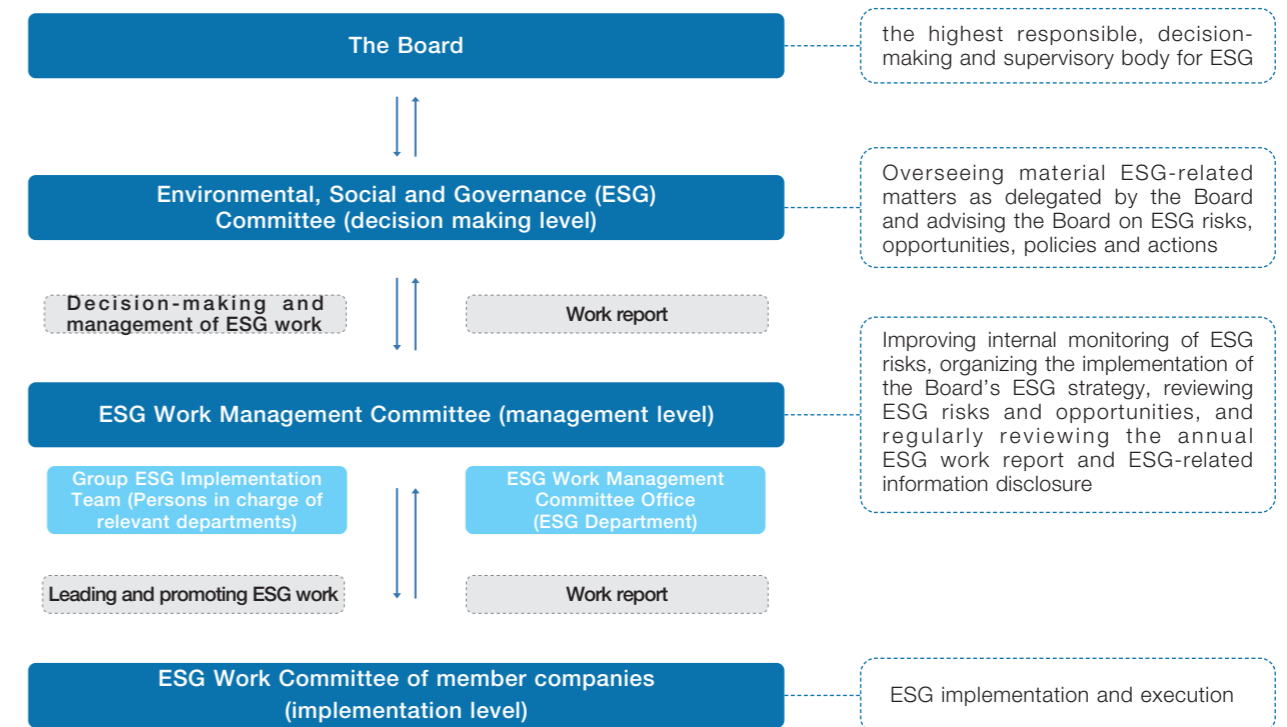 The Board
the highest responsible, decision-
making and supervisory body for ESG
Environmental, Social and Governance (ESG)
Committee (decision making level)
Overseeing material ESG-related
matters as delegated by the Board
and advising the Board on ESG risks,
opportunities, policies and actions
Decision-making and
management of ESG work
Work report
ESG Work Management Committee (management level)
Improving internal monitoring of ESG
risks, organizing the implementation of
the Board's ESG strategy, reviewing
ESG risks and opportunities, and
regularly reviewing the annual
ESG work report and ESG-related
information disclosure
Group ESG Implementation
Team (Persons in charge of
relevant departments)
ESG Work Management
Committee Office
(ESG Department)
Leading and promoting ESG work
Work report
ESG Work Committee of member companies
(implementation level)
ESG implementation and execution